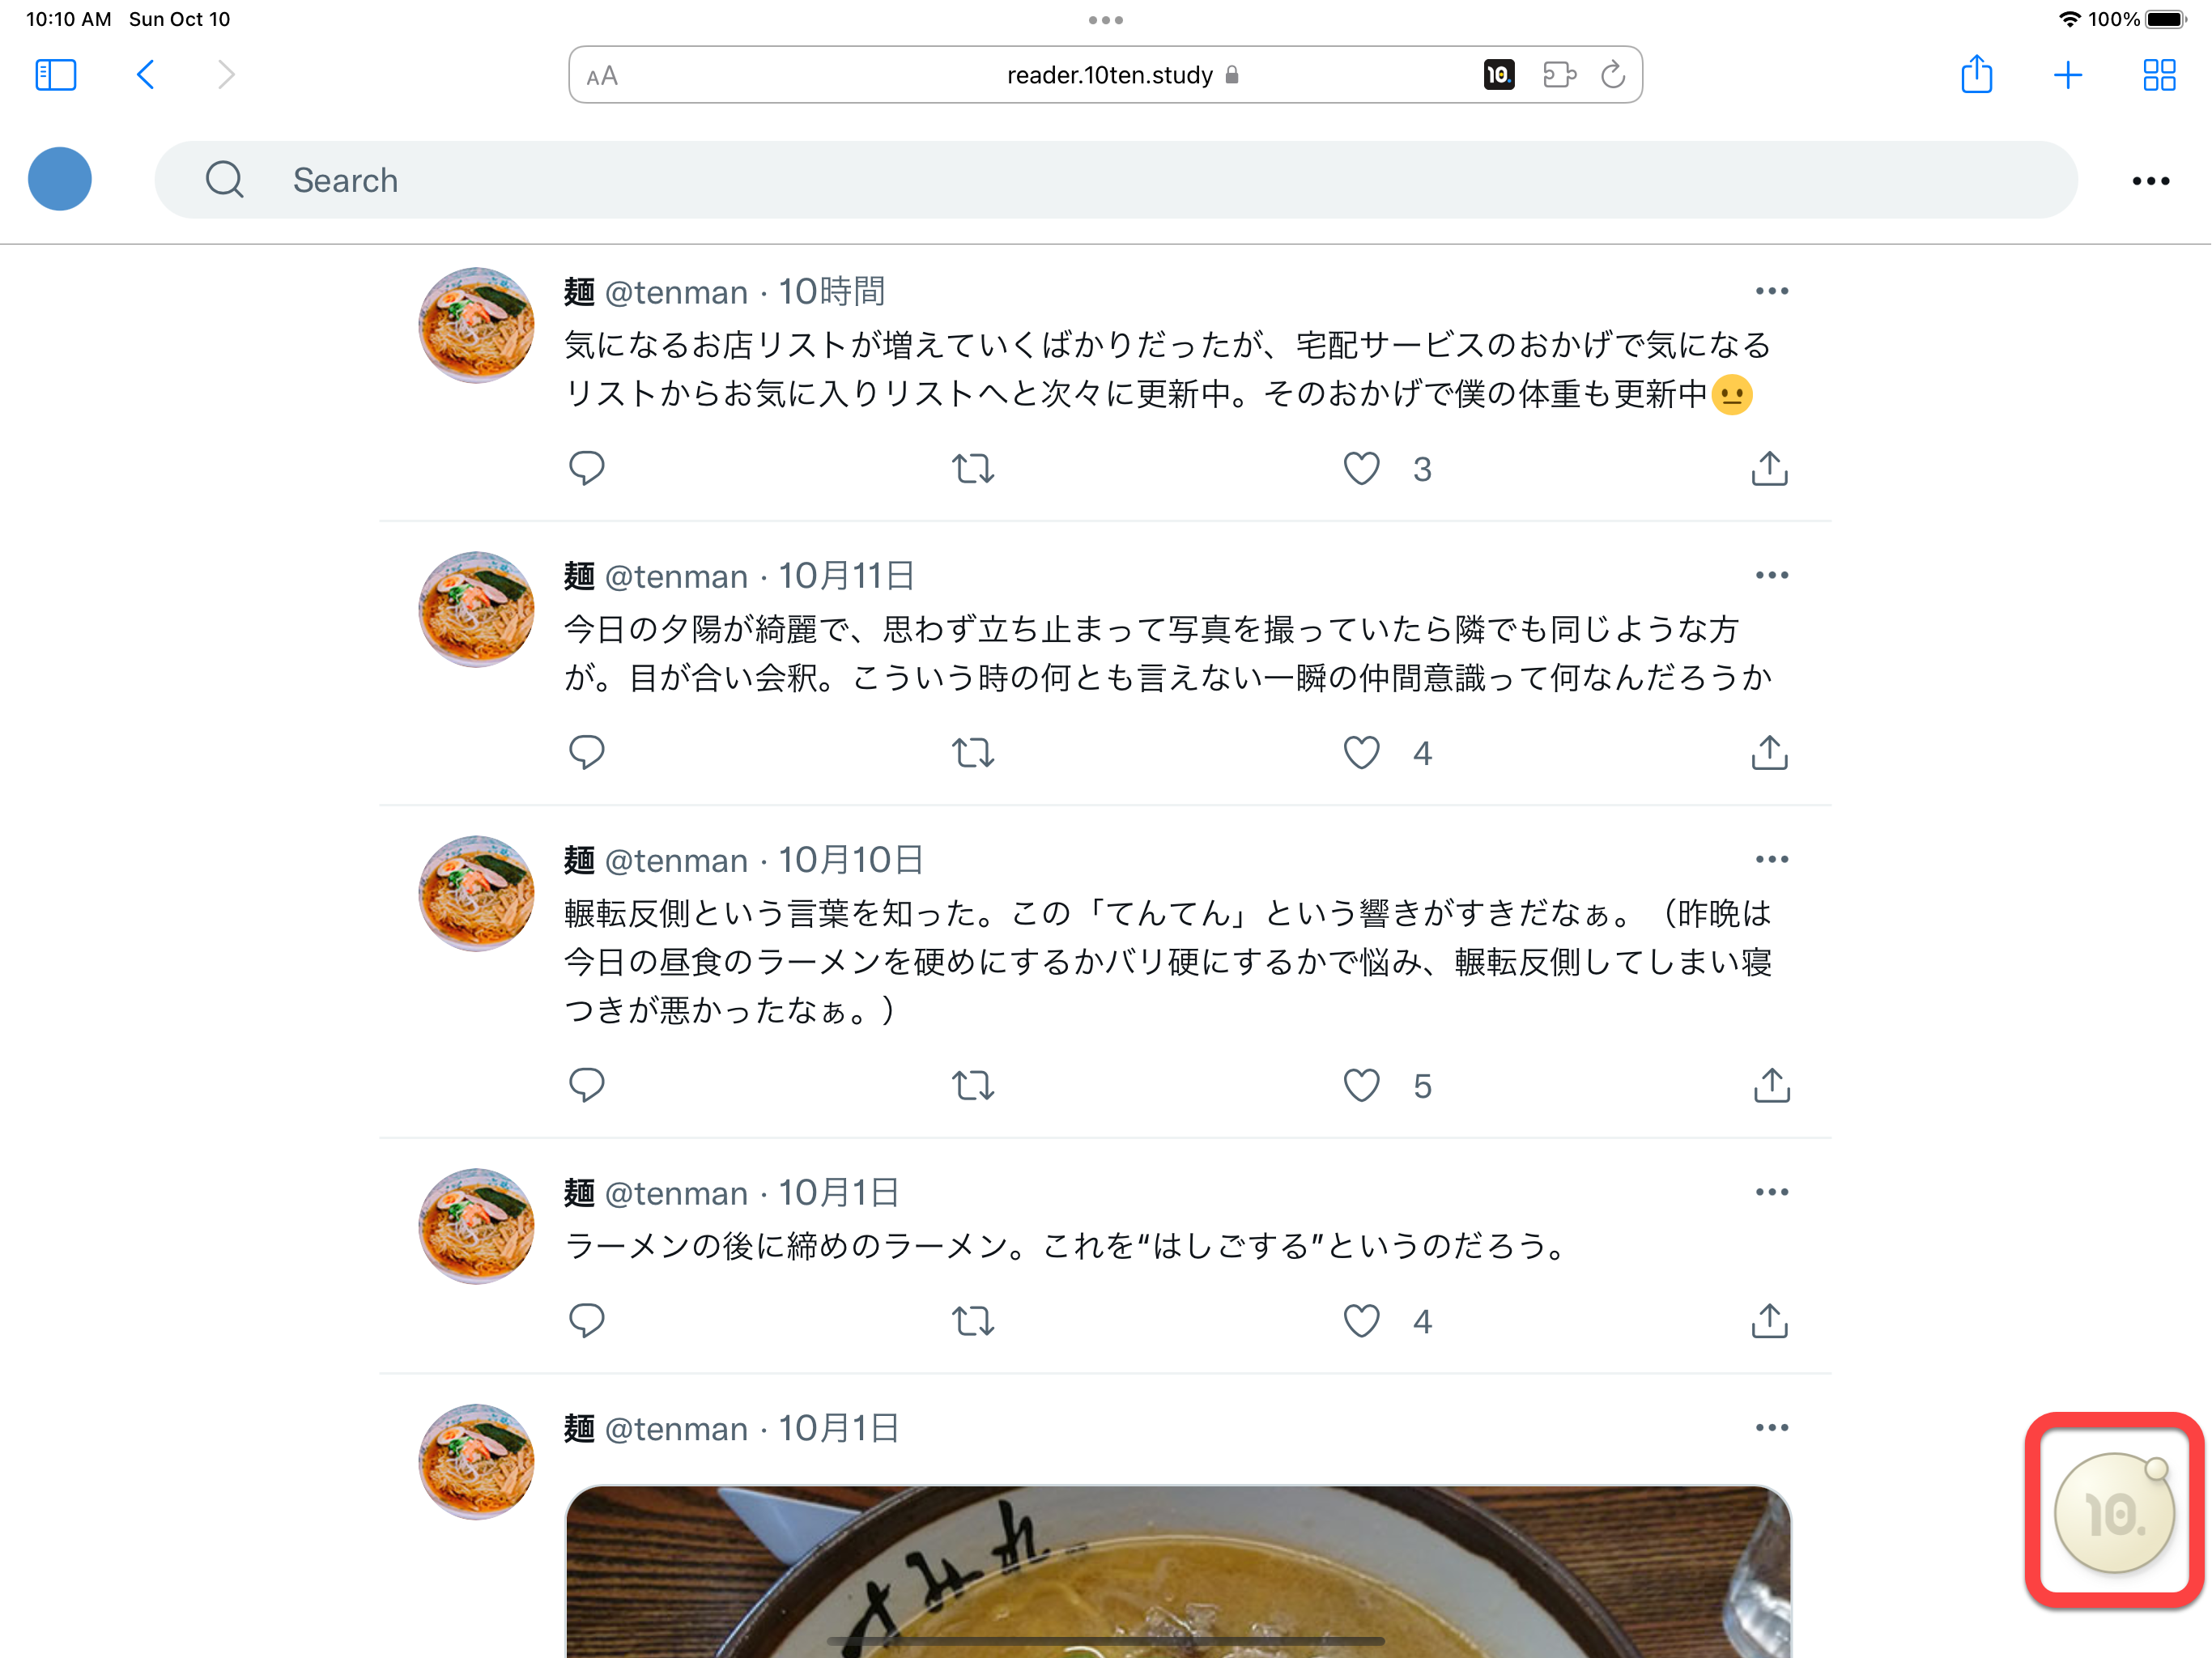 10:10 AM Sun Oct 10
100%
AA
reader.10ten.study
10.
Search
麺 @tenman · 10時間
気になるお店リストが増えていくばかりだったが、宅配サービスのおかげで気になる
リストからお気に入りリストへと次々に更新中。そのおかげで僕の体重も更新中😐
3
麺 @tenman · 10月11日
今日の夕陽が綺麗で、思わず立ち止まって写真を撮っていたら隣でも同じような方
が。目が合い会釈。こういう時の何とも言えない一瞬の仲間意識って何なんだろうか
4
麺 @tenman · 10月10日
輾転反側という言葉を知った。この「てんてん」という響きがすきだなぁ。（昨晩は
今日の昼食のラーメンを硬めにするかバリ硬にするかで悩み、輾転反側してしまい寝
つきが悪かったなぁ。）
5
麺 @tenman · 10月1日
ラーメンの後に締めのラーメン。これを“はしごする”というのだろう。
4
麺 @tenman · 10月1日
すみれ
10.